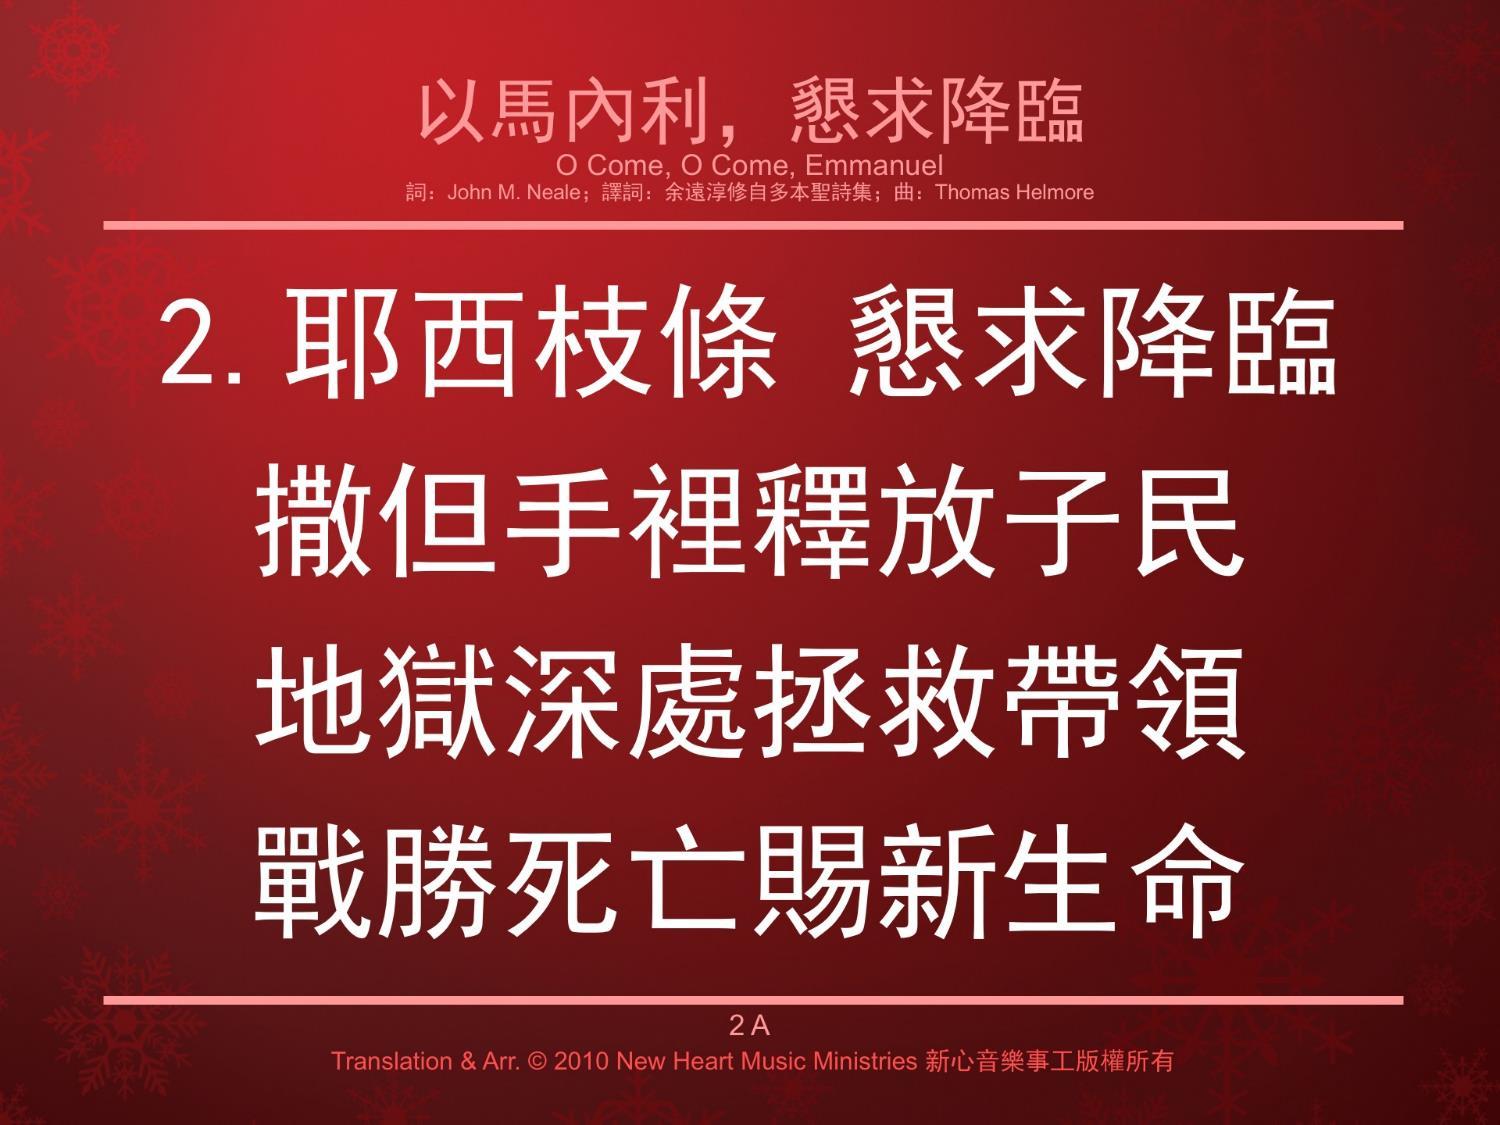 以馬內利，懇求降臨
O Come, O Come, Emmanuel
詞：John M. Neale；譯詞：余遠淳修自多本聖詩集；曲：Thomas Helmore
2.耶西枝條 懇求降臨
撒但手裡釋放子民
地獄深處拯救帶領
戰勝死亡賜新生命
2 A
Translation & Arr. © 2010 New Heart Music Ministries 新心音樂事工版權所有